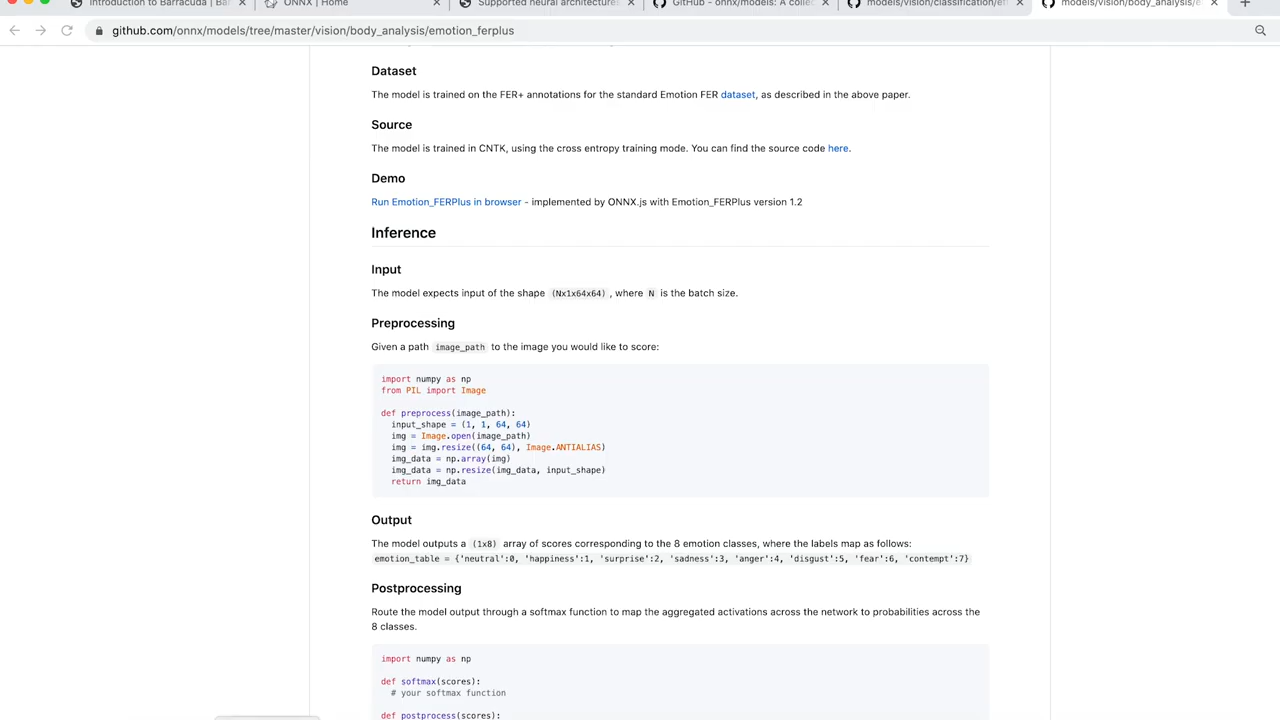 Introduction to Barracuda | Bar
ONNX | Home
Supported neural architectures
GitHub - onnx/models: A collec
models/vision/classification/ef
models/vision/body_analysis/e
github.com/onnx/models/tree/master/vision/body_analysis/emotion_ferplus
Dataset
The model is trained on the FER+ annotations for the standard Emotion FER dataset, as described in the above paper.
Source
The model is trained in CNTK, using the cross entropy training mode. You can find the source code here.
Demo
Run Emotion_FERPlus in browser - implemented by ONNX.js with Emotion_FERPlus version 1.2
Inference
Input
The model expects input of the shape (Nx1x64x64) , where N is the batch size.
Preprocessing
Given a path image_path to the image you would like to score:
import numpy as np
from PIL import Image
def preprocess(image_path):
input_shape = (1, 1, 64, 64)
img = Image.open(image_path)
img = img.resize((64, 64), Image.ANTIALIAS)
img_data = np.array(img)
img_data = np.resize(img_data, input_shape)
return img_data
Output
The model outputs a (1x8) array of scores corresponding to the 8 emotion classes, where the labels map as follows:
emotion_table = {'neutral':0, 'happiness':1, 'surprise':2, 'sadness':3, 'anger':4, 'disgust':5, 'fear':6, 'contempt':7}
Postprocessing
Route the model output through a softmax function to map the aggregated activations across the network to probabilities across the
8 classes.
import numpy as np
def softmax(scores):
# your softmax function
def postprocess(scores):